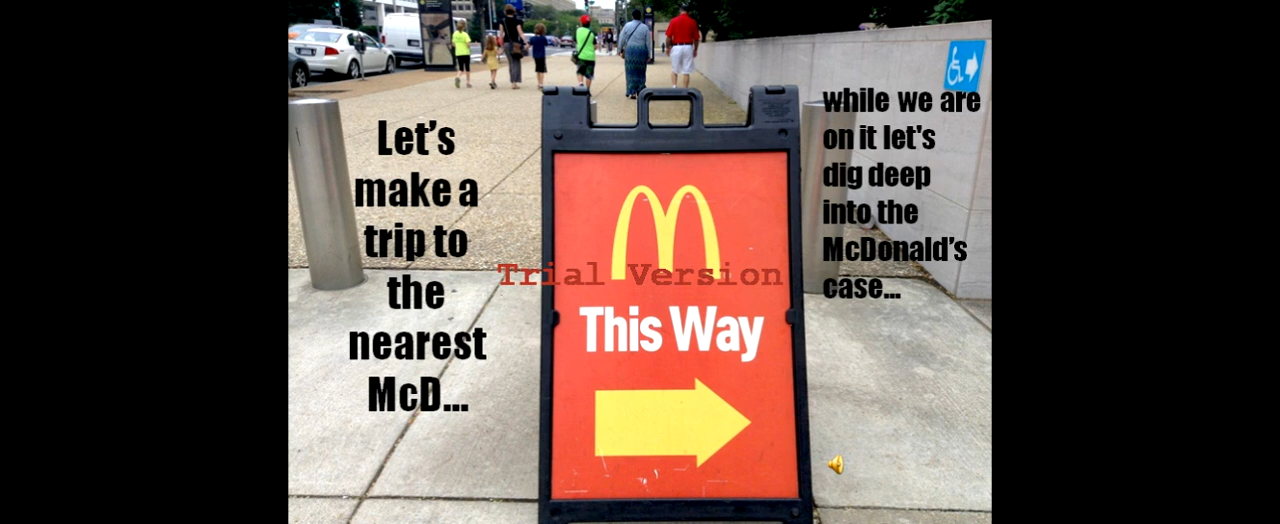 Let’s
make a
trip to
the
nearest
McD...
while we are
on it let's
dig deep
into the
McDonald’s
case...
Trial Version
This Way